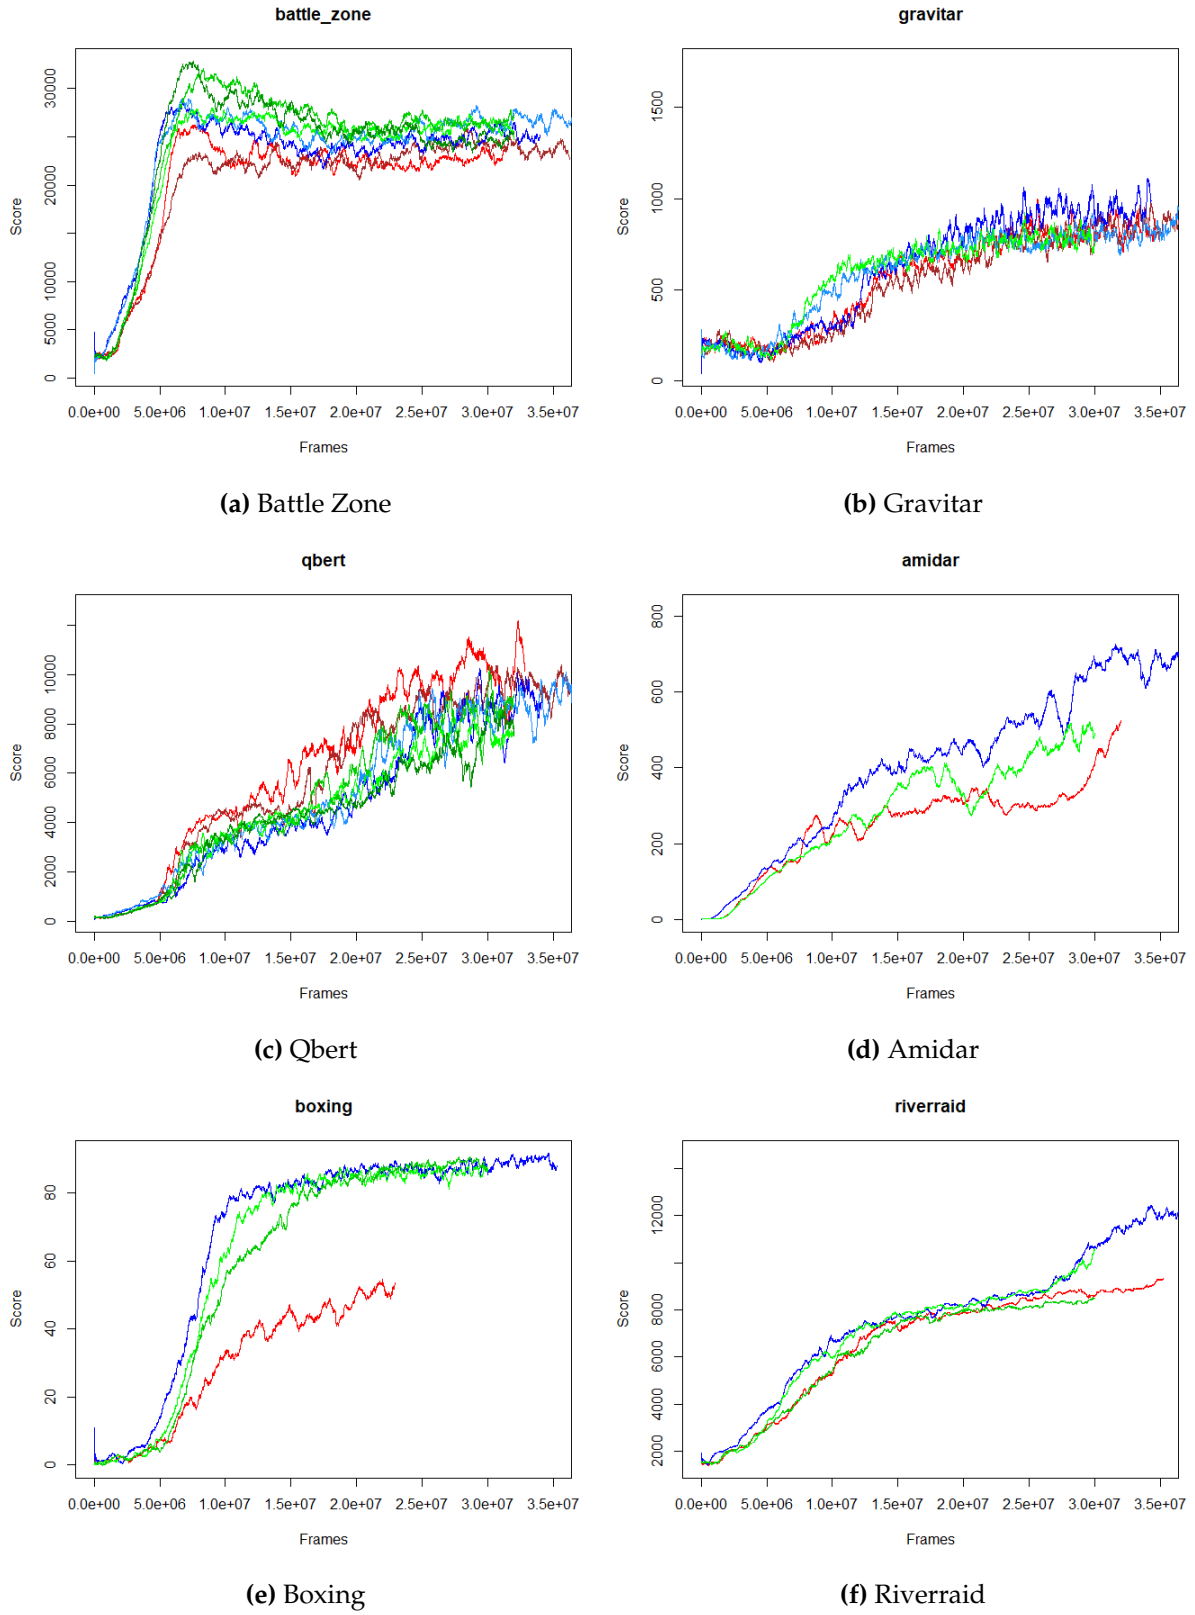 battle_zone
Score
0
5000
10000
20000
30000
0.0e+00 5.0e+06 1.0e+07 1.5e+07 2.0e+07 2.5e+07 3.0e+07 3.5e+07
Frames
(a) Battle Zone
gravitar
Score
0
500
1000
1500
0.0e+00 5.0e+06 1.0e+07 1.5e+07 2.0e+07 2.5e+07 3.0e+07 3.5e+07
Frames
(b) Gravitar
qbert
Score
0
2000
4000
6000
8000
10000
0.0e+00 5.0e+06 1.0e+07 1.5e+07 2.0e+07 2.5e+07 3.0e+07 3.5e+07
Frames
(c) Qbert
amidar
Score
0
200
400
600
800
0.0e+00 5.0e+06 1.0e+07 1.5e+07 2.0e+07 2.5e+07 3.0e+07 3.5e+07
Frames
(d) Amidar
boxing
Score
0
20
40
60
80
0.0e+00 5.0e+06 1.0e+07 1.5e+07 2.0e+07 2.5e+07 3.0e+07 3.5e+07
Frames
(e) Boxing
riverraid
Score
2000
4000
6000
8000
12000
0.0e+00 5.0e+06 1.0e+07 1.5e+07 2.0e+07 2.5e+07 3.0e+07 3.5e+07
Frames
(f) Riverraid